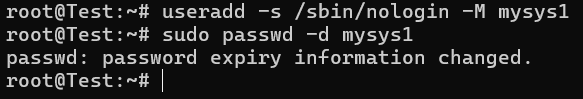 root@Test:~# useradd -s /sbin/nologin -M mysys1
root@Test:~# sudo passwd -d mysys1
passwd: password expiry information changed.
root@Test:~#